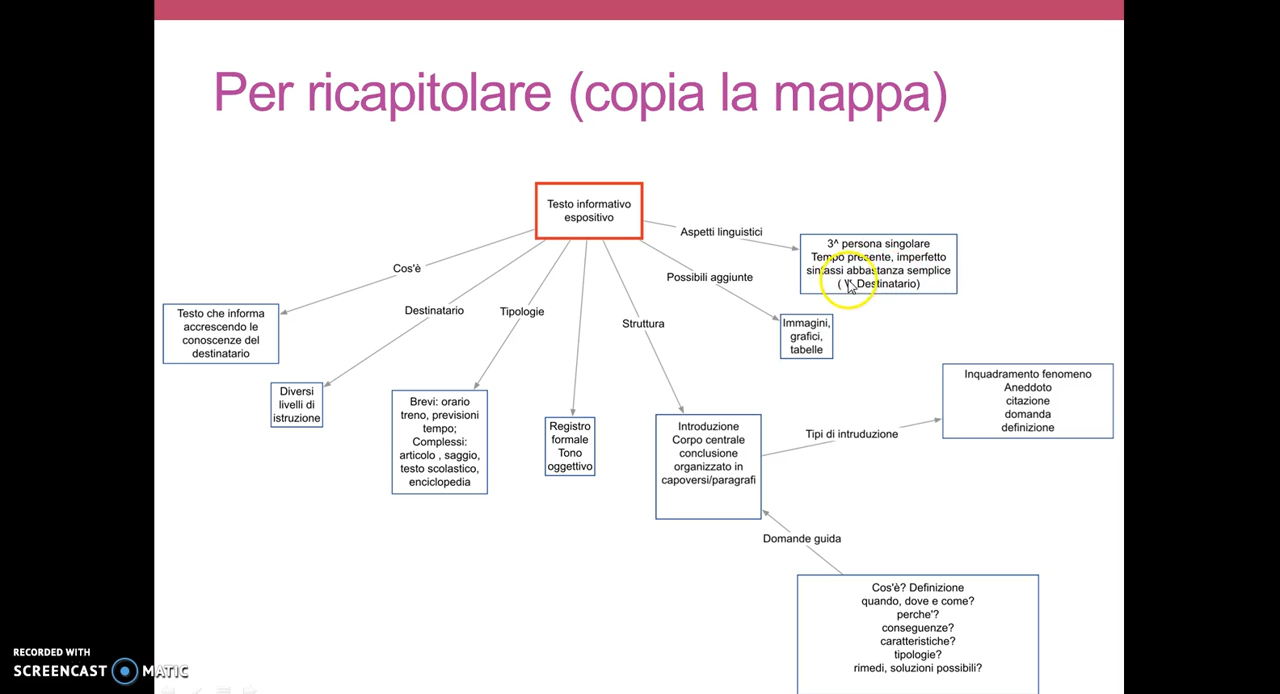 Per ricapitolare (copia la mappa)
Testo informativo
espositivo
Aspetti linguistici
3^ persona singolare
Tempo presente, imperfetto
sintassi abbastanza semplice
Destinatario)
Possibili aggiunte
Immagini,
grafici,
tabelle
Cos'è
Testo che informa
accrescendo le
conoscenze del
destinatario
Destinatario
Diversi
livelli di
istruzione
Tipologie
Brevi: orario
treno, previsioni
tempo;
Complessi:
articolo , saggio,
testo scolastico,
enciclopedia
Registro
formale
Tono
oggettivo
Struttura
Introduzione
Corpo centrale
conclusione
organizzato in
capoversi/paragrafi
Tipi di intruduzione
Inquadramento fenomeno
Aneddoto
citazione
domanda
definizione
Domande guida
Cos'è? Definizione
quando, dove e come?
perche'?
conseguenze?
caratteristiche?
tipologie?
rimedi, soluzioni possibili?
RECORDED WITH
SCREENCAST MATIC